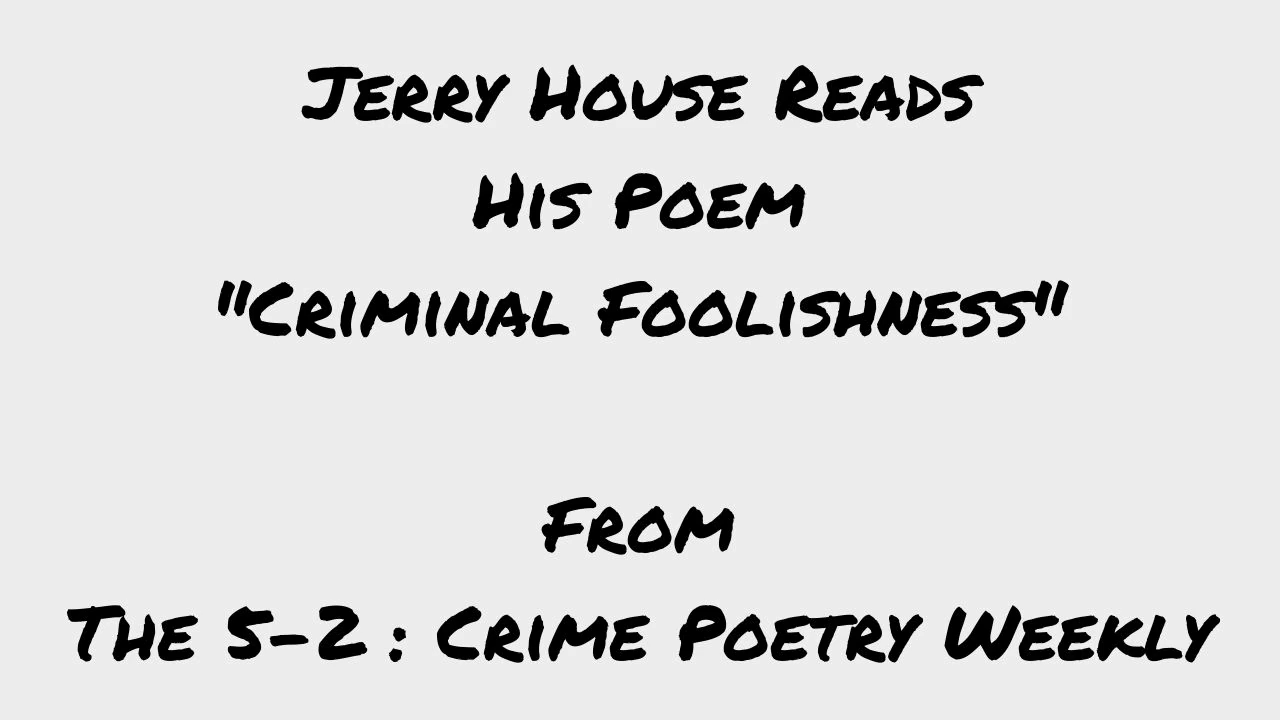 Jerry House Reads
His Poem
"Criminal Foolishness"
From
The 5-2 : Crime Poetry Weekly